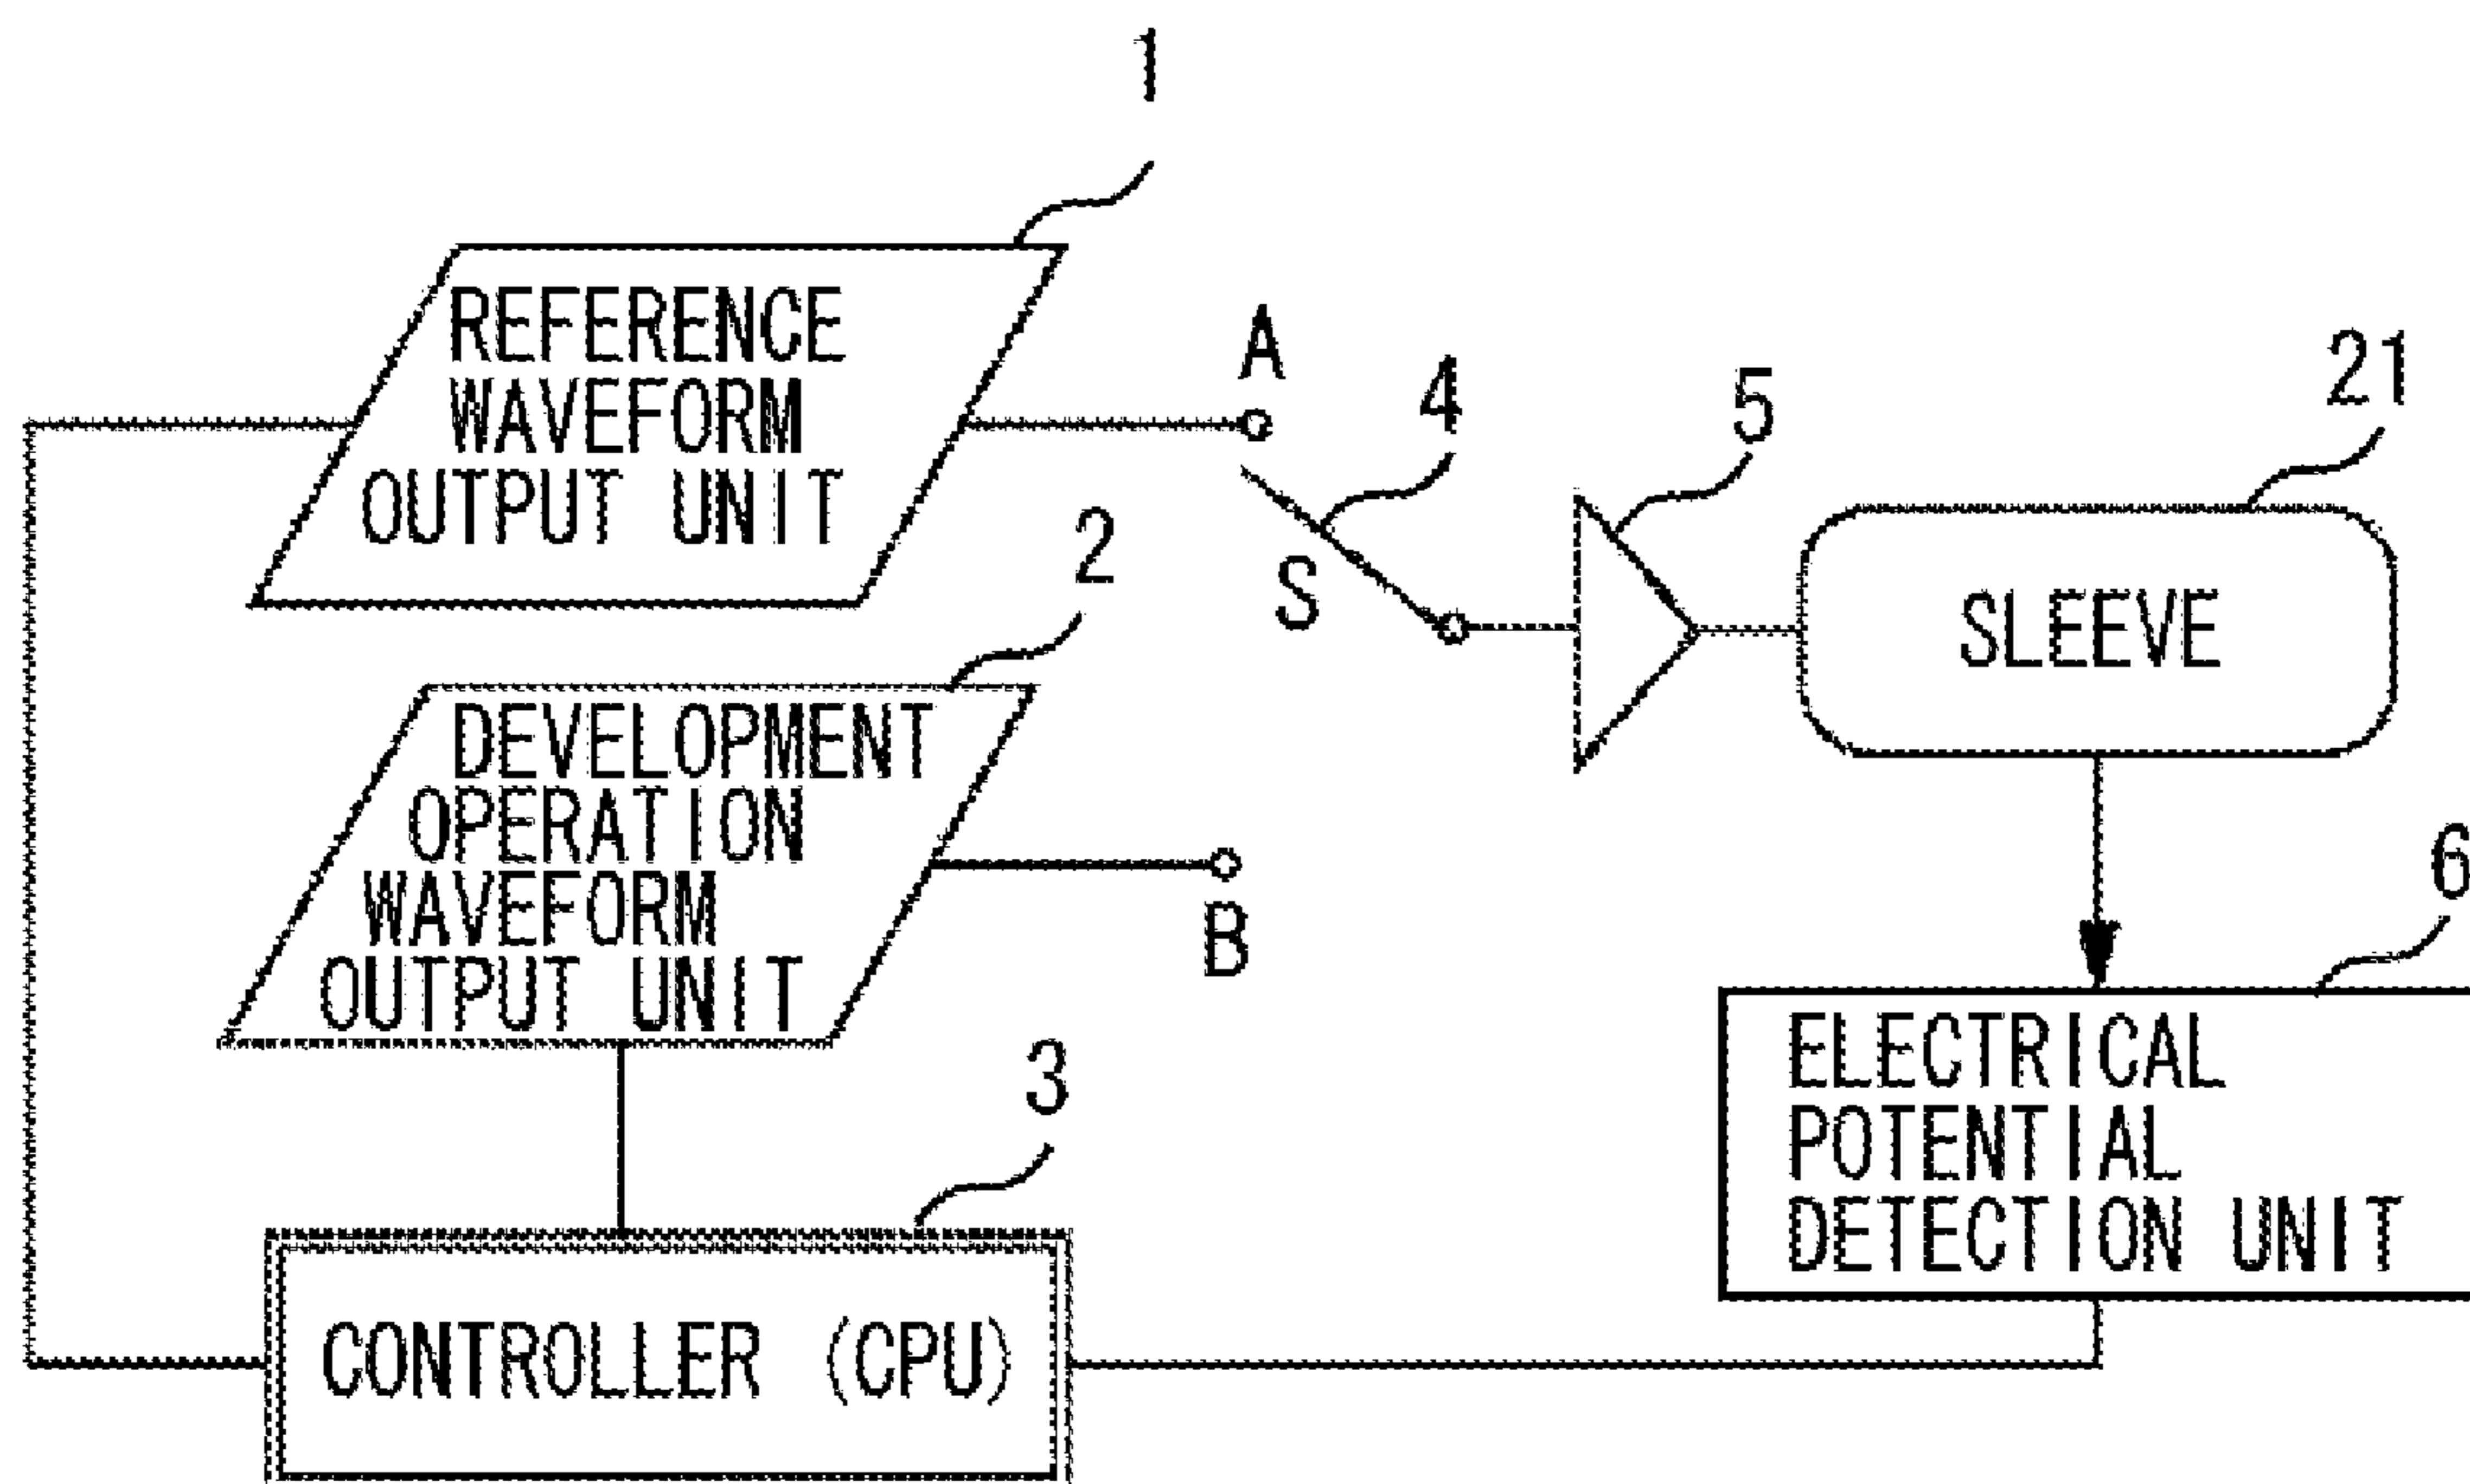 1
REFERENCE
WAVEFORM
OUTPUT UNIT
A
4
5
21
S
SLEEVE
2
DEVELOPMENT
OPERATION
WAVEFORM
OUTPUT UNIT
B
6
ELECTRICAL
POTENTIAL
DETECTION UNIT
3
CONTROLLER (CPU)